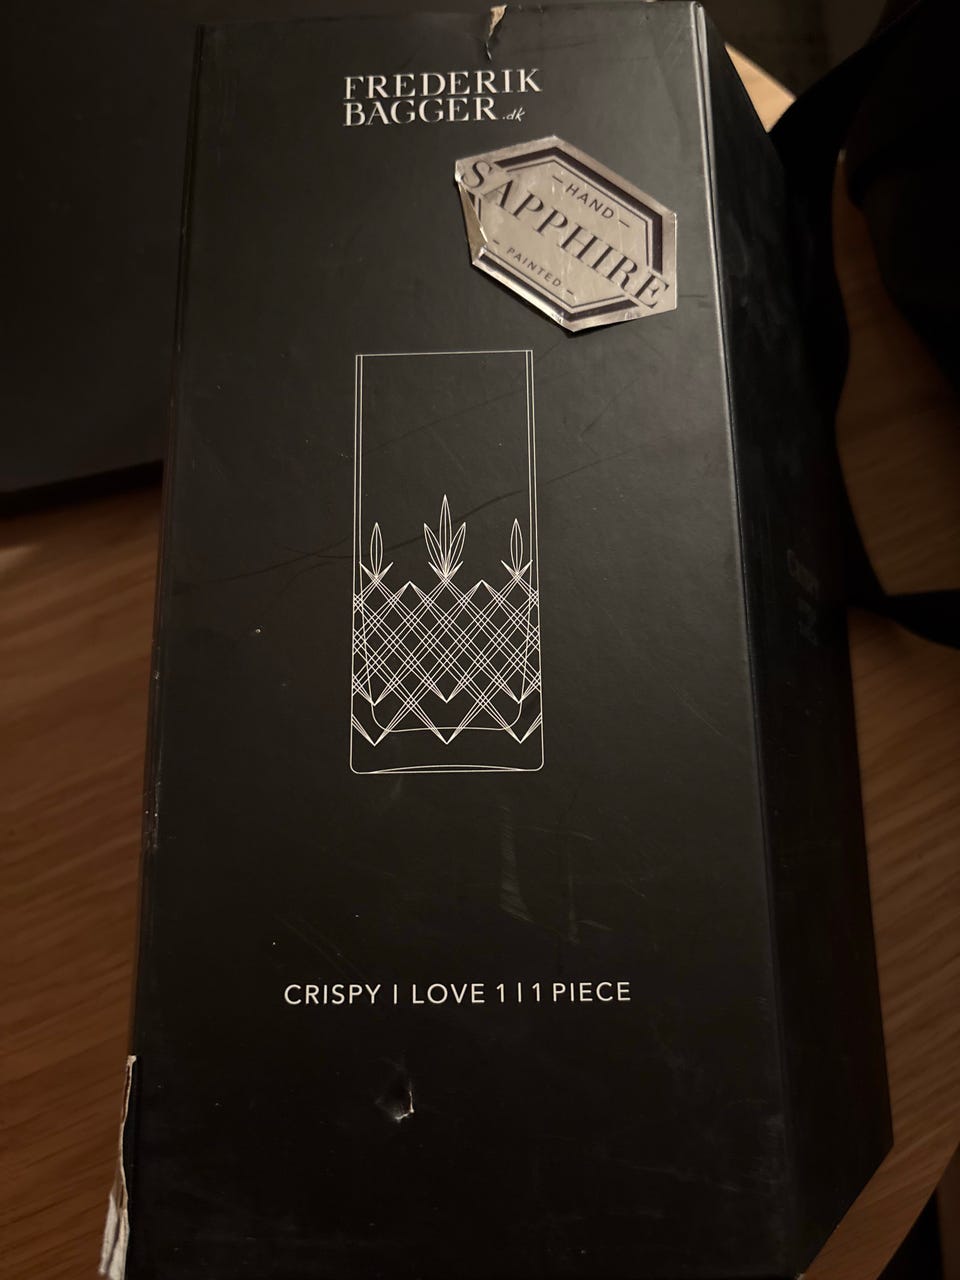 FREDERIK
BAGGER.dk
– HAND –
SAPPHIRE
– PAINTED –
CRISPY | LOVE 1 | 1 PIECE